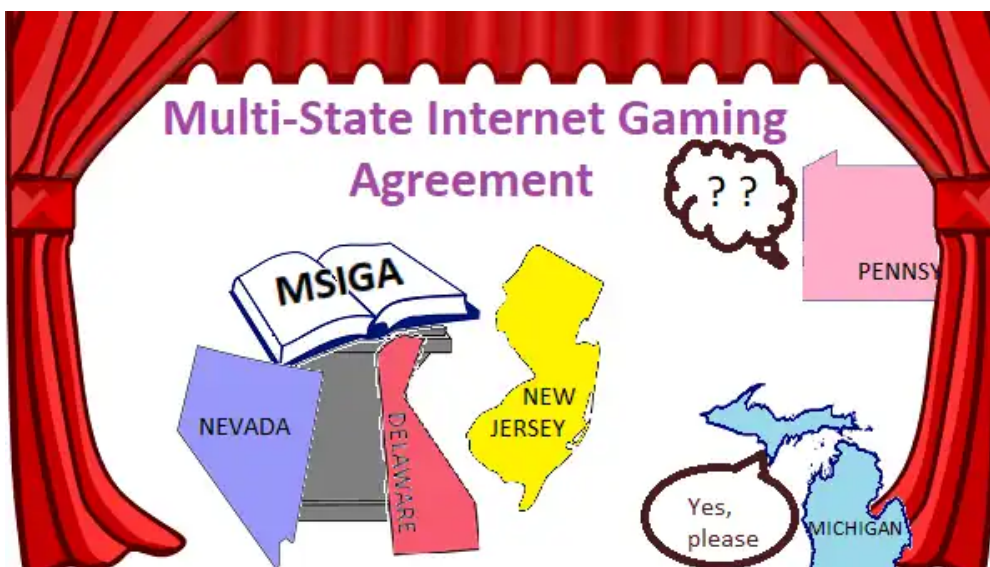 Multi-State Internet Gaming
Agreement
? ?
PENNSY
MSIGA
NEVADA
DELAWARE
NEW
JERSEY
Yes,
please
MICHIGAN